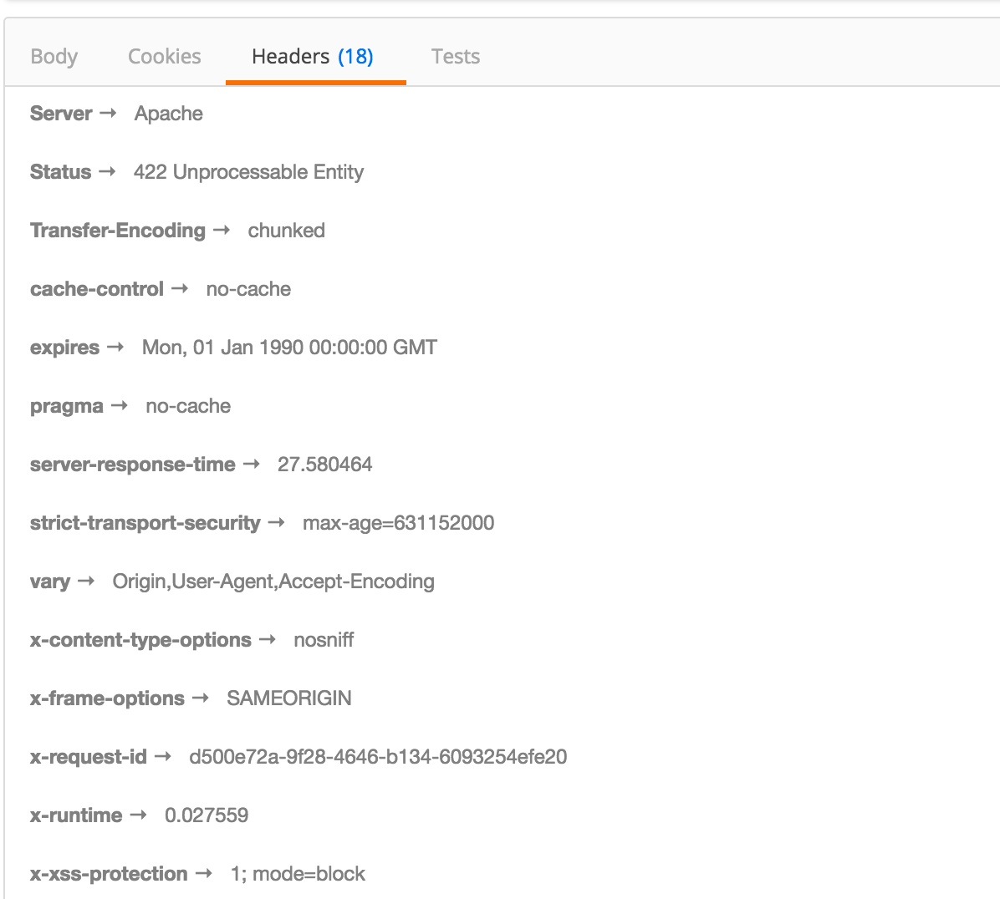 Body Cookies Headers (18) Tests
Server → Apache
Status → 422 Unprocessable Entity
Transfer-Encoding → chunked
cache-control → no-cache
expires → Mon, 01 Jan 1990 00:00:00 GMT
pragma → no-cache
server-response-time → 27.580464
strict-transport-security → max-age=631152000
vary → Origin,User-Agent,Accept-Encoding
x-content-type-options → nosniff
x-frame-options → SAMEORIGIN
x-request-id → d500e72a-9f28-4646-b134-6093254efe20
x-runtime → 0.027559
x-xss-protection → 1; mode=block